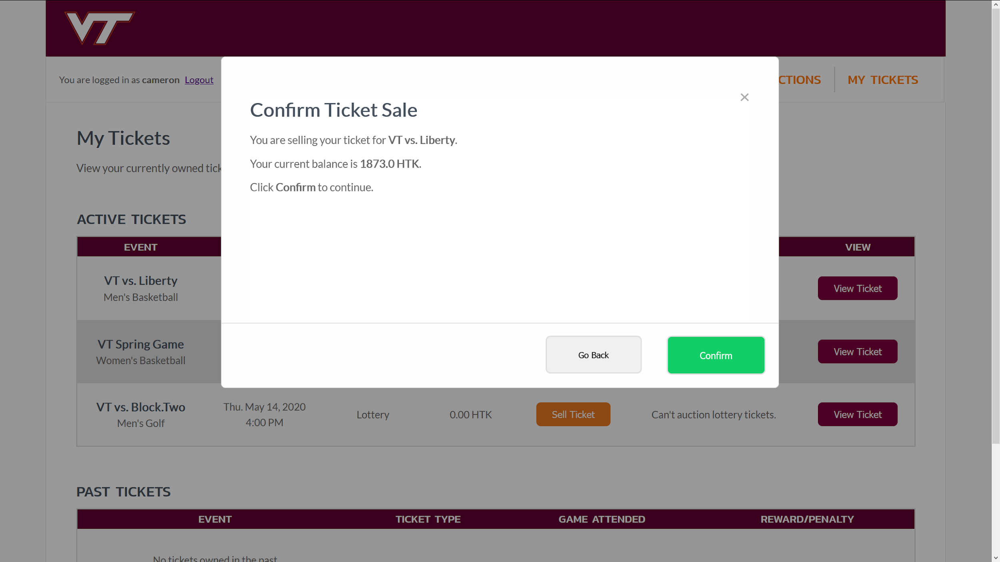 VT
You are logged in as cameron Logout
CTIONS
MY TICKETS
Confirm Ticket Sale
You are selling your ticket for VT vs. Liberty.
Your current balance is 1873.0 HTK.
Click Confirm to continue.
Go Back
Confirm
My Tickets
View your currently owned tick
ACTIVE TICKETS
EVENT VIEW
VT vs. Liberty
Men's Basketball
View Ticket
VT Spring Game
Women's Basketball
View Ticket
VT vs. Block.Two
Men's Golf
Thu. May 14, 2020
4:00 PM
Lottery
0.00 HTK
Sell Ticket
Can't auction lottery tickets.
View Ticket
PAST TICKETS
EVENT TICKET TYPE GAME ATTENDED REWARD/PENALTY
No tickets owned in the past